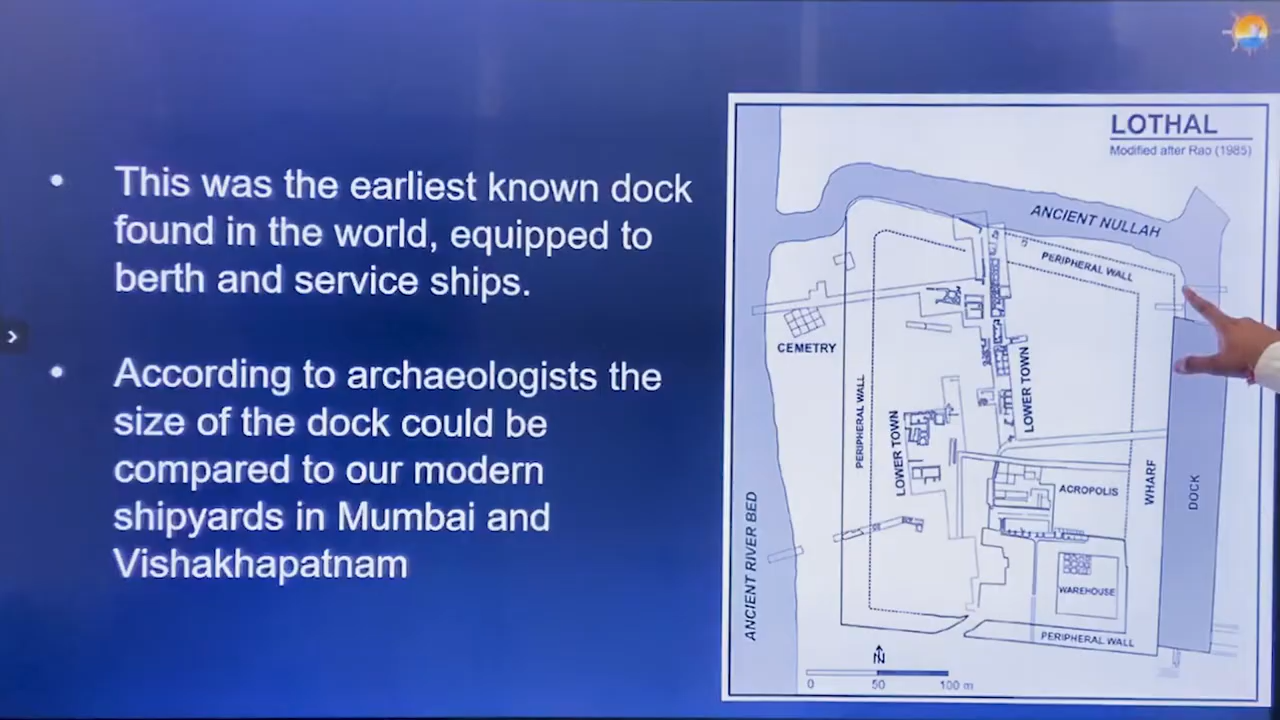 • This was the earliest known dock
found in the world, equipped to
berth and service ships.
• According to archaeologists the
size of the dock could be
compared to our modern
shipyards in Mumbai and
Vishakhapatnam
LOTHAL
Modified after Rao (1985)
ANCIENT NULLAH
PERIPHERAL WALL
CEMETRY
PERIPHERAL WALL
LOWER TOWN
LOWER TOWN
ACROPOLIS
WHARF
DOCK
ANCIENT RIVER BED
WAREHOUSE
PERIPHERAL WALL
N
0 50 100 m